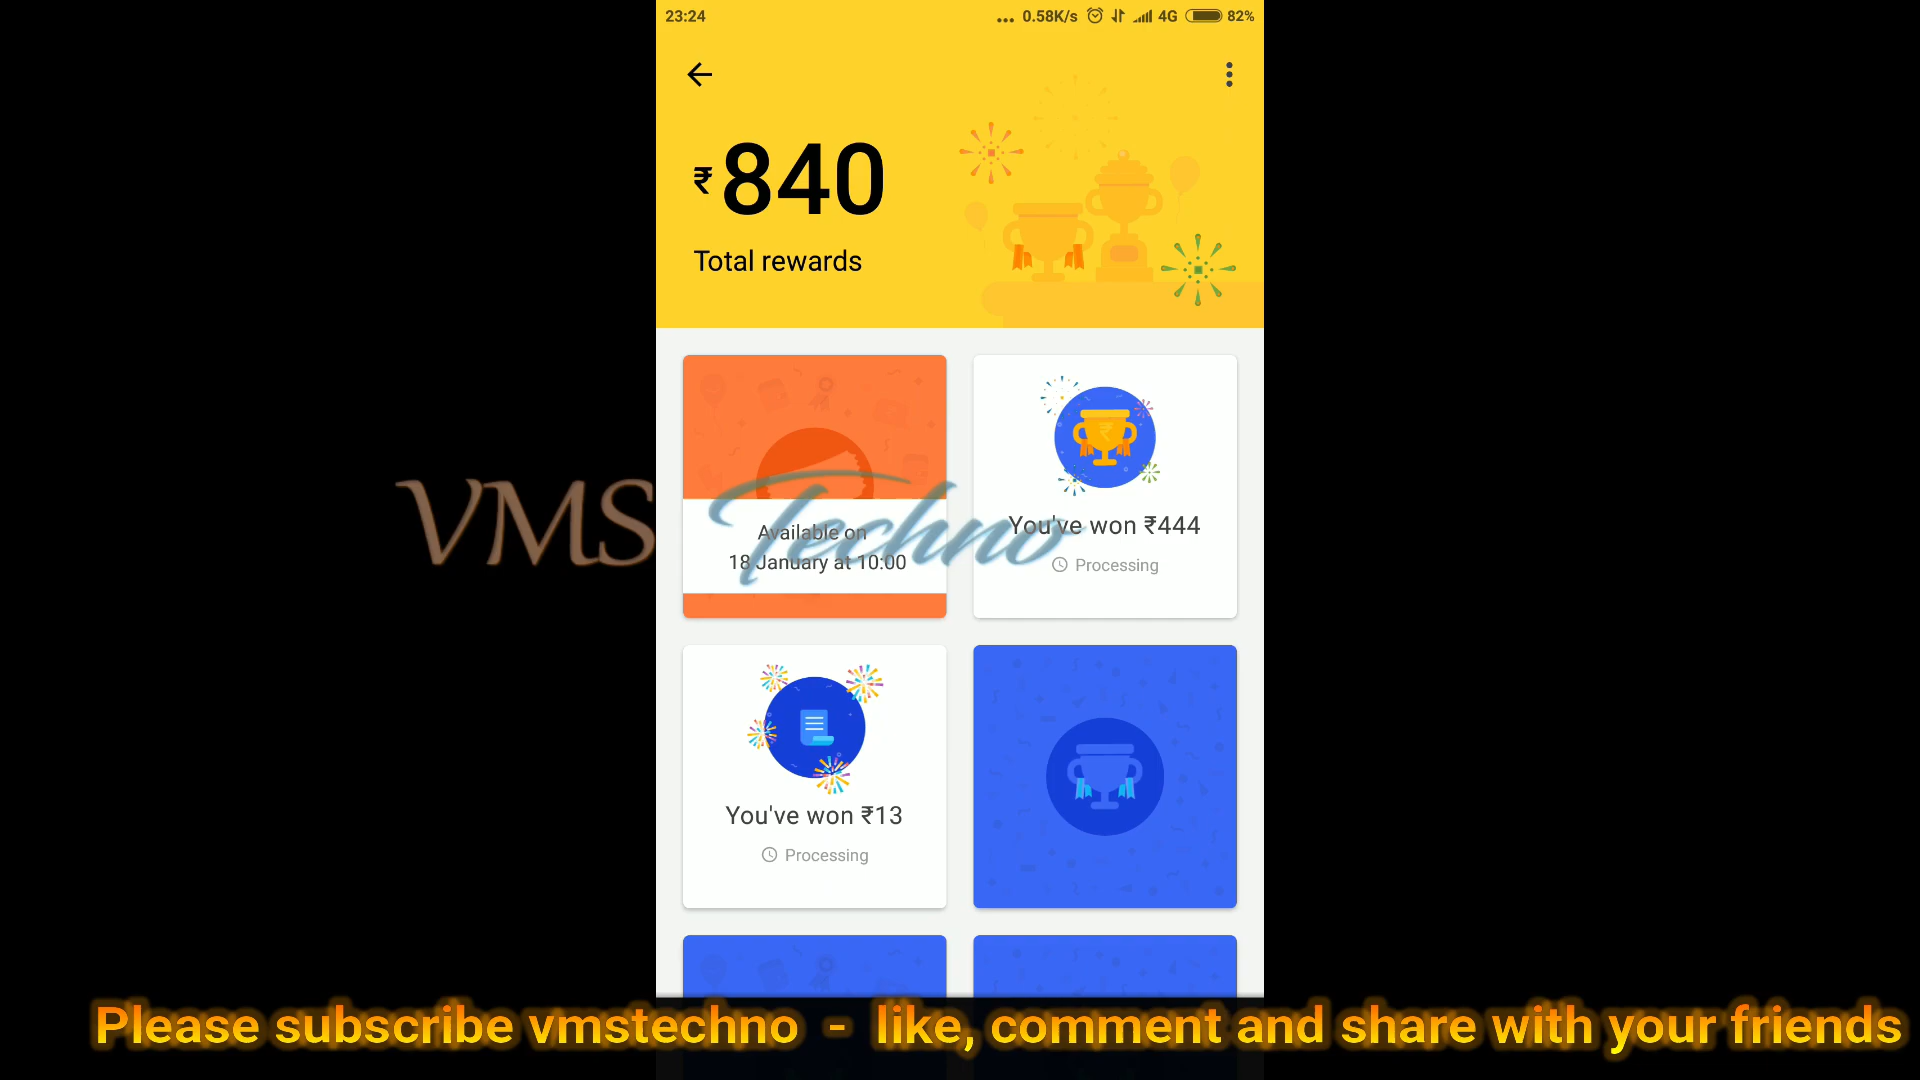 23:24
... 0.58K/s 4G 82%
₹840
Total rewards
Available on
18 January at 10:00
You've won ₹444
Processing
VMS Techno
You've won ₹13
Processing
Please subscribe vmstechno - like, comment and share with your friends